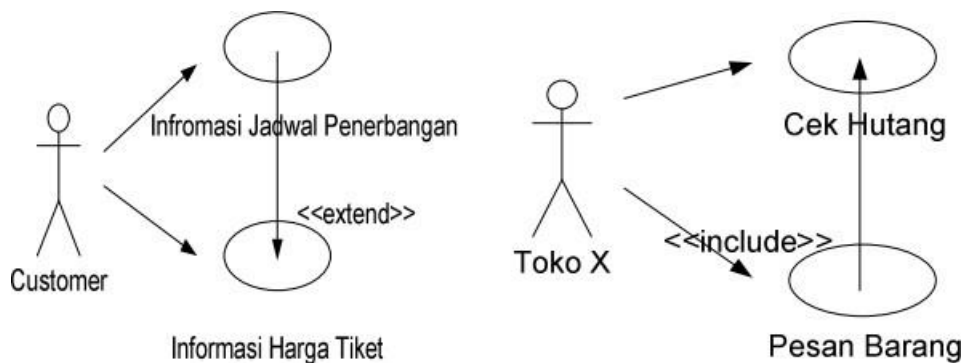 Infromasi Jadwal Penerbangan
<<extend>>
Customer
Informasi Harga Tiket
Cek Hutang
<<include>>
Toko X
Pesan Barang